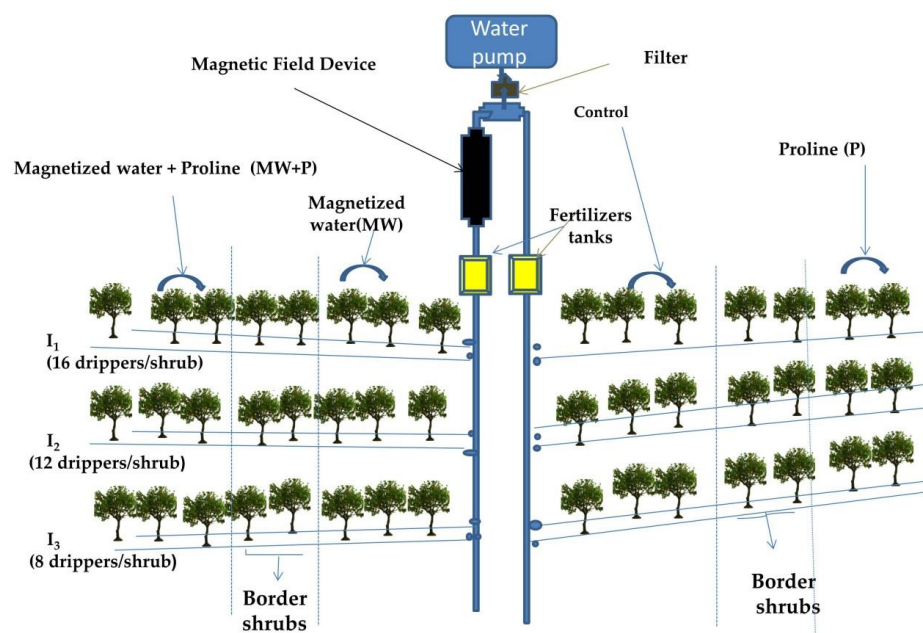 Water
pump
Magnetic Field Device
Filter
Control
Proline (P)
Magnetized water + Proline (MW+P)
Magnetized
water(MW)
Fertilizers
tanks
I₁
(16 drippers/shrub)
I₂
(12 drippers/shrub)
I₃
(8 drippers/shrub)
Border
shrubs
Border
shrubs